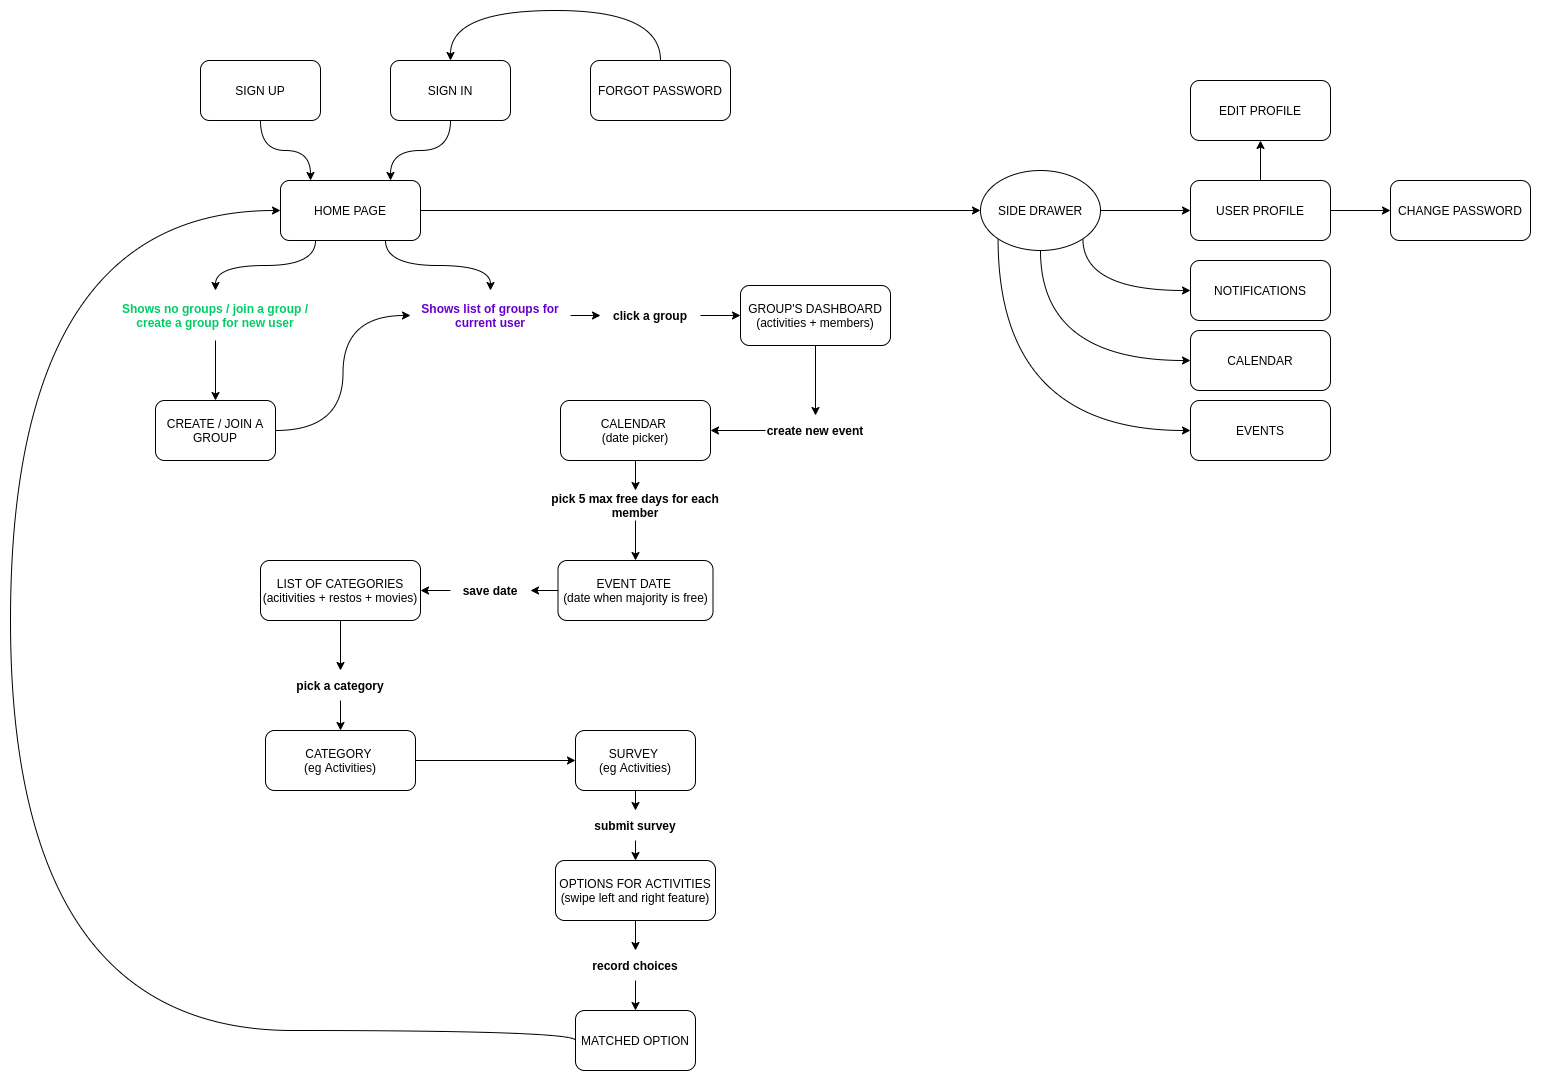 SIGN UP
SIGN IN
FORGOT PASSWORD
EDIT PROFILE
HOME PAGE
SIDE DRAWER
USER PROFILE
CHANGE PASSWORD
Shows no groups / join a group /
create a group for new user
Shows list of groups for
current user
click a group
GROUP'S DASHBOARD
(activities + members)
NOTIFICATIONS
CALENDAR
CREATE / JOIN A
GROUP
CALENDAR
(date picker)
create new event
EVENTS
pick 5 max free days for each
member
LIST OF CATEGORIES
(acitivities + restos + movies)
save date
EVENT DATE
(date when majority is free)
pick a category
CATEGORY
(eg Activities)
SURVEY
(eg Activities)
submit survey
OPTIONS FOR ACTIVITIES
(swipe left and right feature)
record choices
MATCHED OPTION